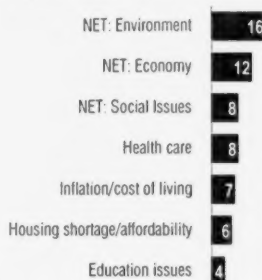 NET: Environment 16
NET: Economy 12
NET: Social Issues 8
Health care 8
Inflation/cost of living 7
Housing shortage/affordability 6
Education issues 4